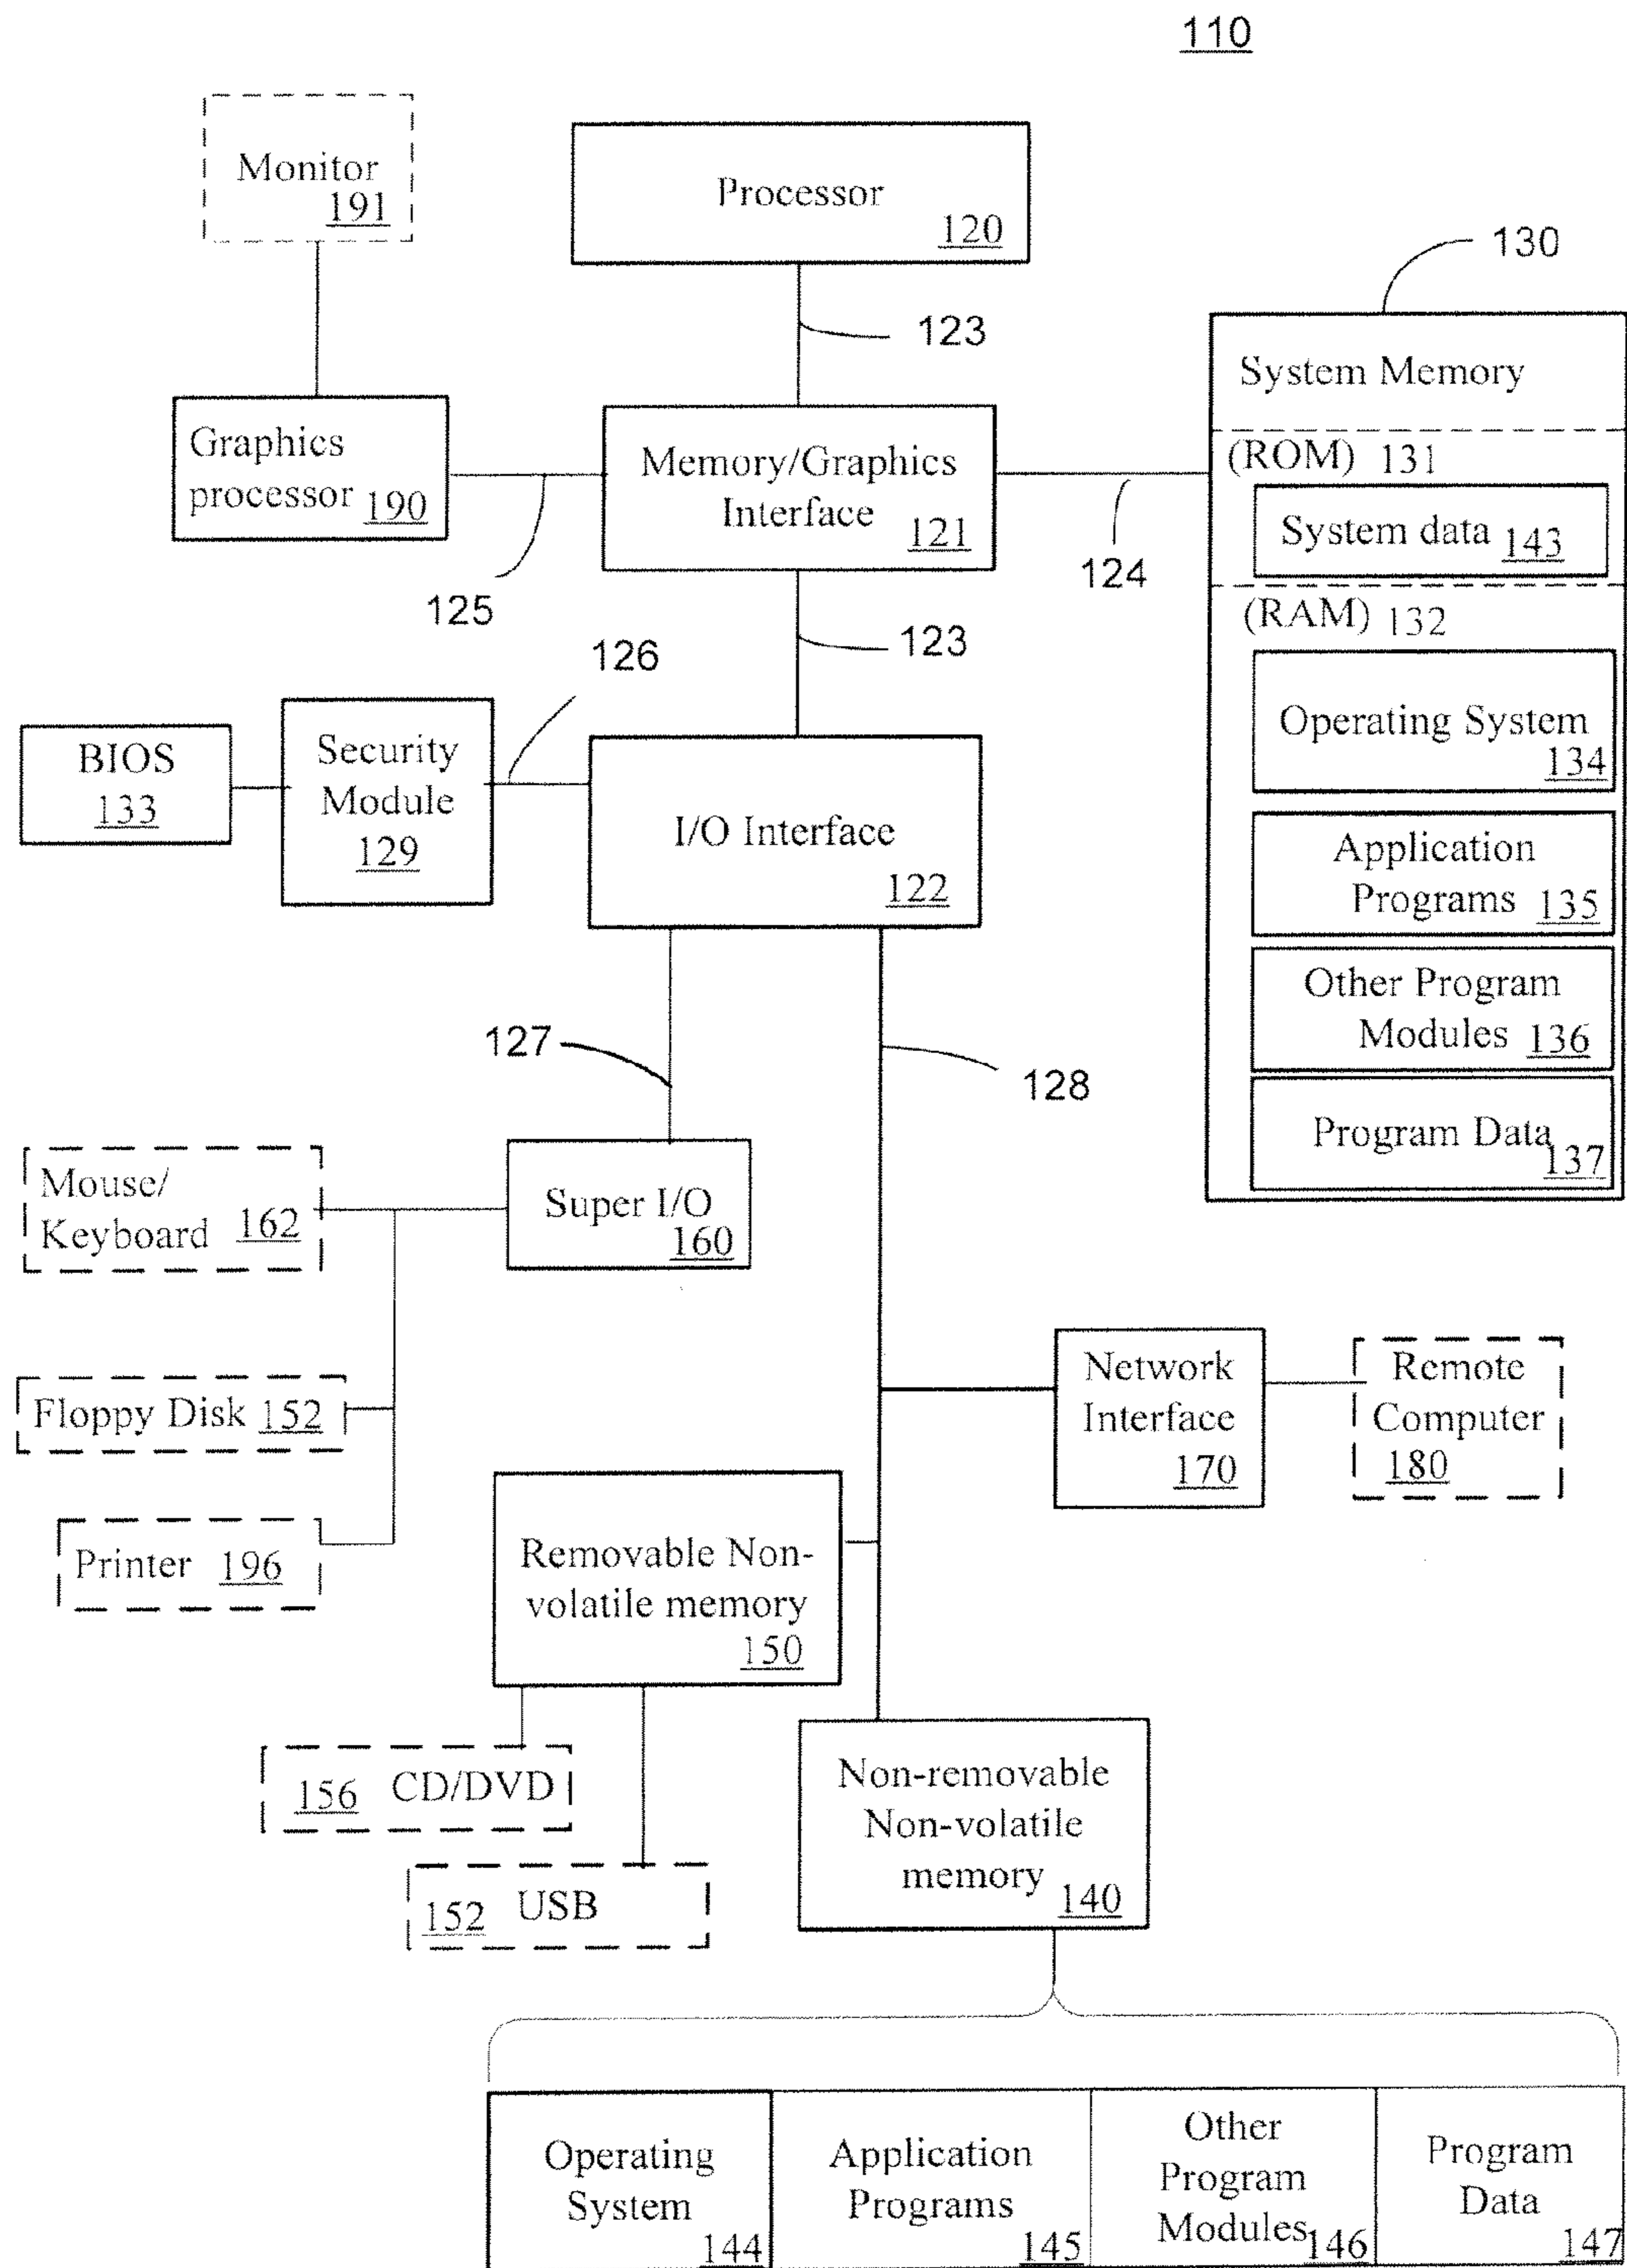 110
Monitor
191
Processor
120
130
123
System Memory
Graphics
processor 190
Memory/Graphics
Interface
121
(ROM) 131
System data 143
125
124
(RAM) 132
126
123
Operating System
134
BIOS
133
Security
Module
129
I/O Interface
122
Application
Programs 135
Other Program
Modules 136
127
128
Program Data
137
Mouse/
Keyboard 162
Super I/O
160
Network
Interface
170
Remote
Computer
180
Floppy Disk 152
Printer 196
Removable Non-
volatile memory
150
156 CD/DVD
Non-removable
Non-volatile
memory
140
152 USB
Operating
System
144
Application
Programs
145
Other
Program
Modules
146
Program
Data
147